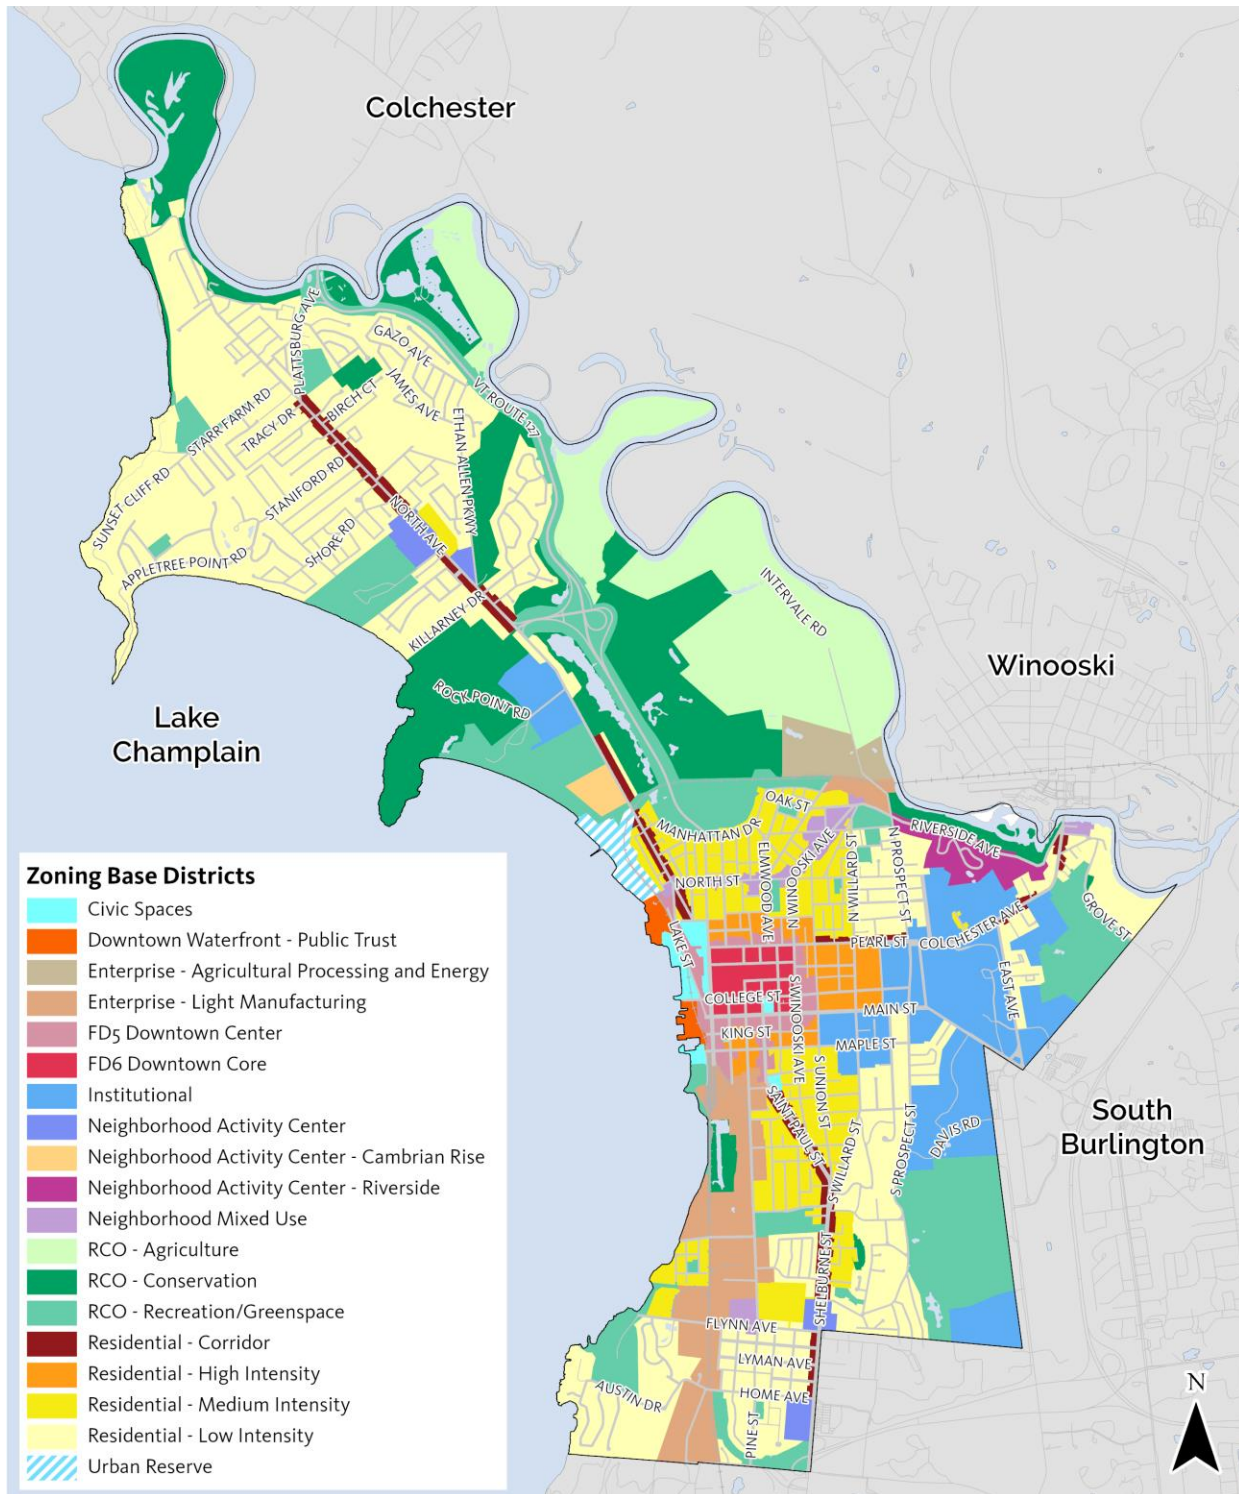 Colchester
PLATTSBURG AVE
GAZO AVE
JAMES AVE
BIRCH CT
VT ROUTE 127
STARR FARM RD
TRACY DR
ETHAN ALLEN PKWY
STANIFORD RD
SUNSET CLIFF RD
NORTH AVE
SHORE RD
APPLETREE POINT RD
INTERVALE RD
KILLARNEY DR
Winooski
ROCK POINT RD
Lake
Champlain
OAK ST
MANHATTAN DR
RIVERSIDE AVE
ELMWOOD AVE
N WINOOSKI AVE
N WILLARD ST
N PROSPECT ST
NORTH ST
GROVE ST
COLCHESTER AVE
PEARL ST
LAKE ST
EAST AVE
COLLEGE ST
S WINOOSKI AVE
MAIN ST
KING ST
MAPLE ST
S UNION ST
SAINT PAUL ST
S WILLARD ST
S PROSPECT ST
DAVIS RD
South
Burlington
SHELBURNE ST
FLYNN AVE
LYMAN AVE
HOME AVE
AUSTIN DR
PINE ST
N
Zoning Base Districts
Civic Spaces
Downtown Waterfront - Public Trust
Enterprise - Agricultural Processing and Energy
Enterprise - Light Manufacturing
FD5 Downtown Center
FD6 Downtown Core
Institutional
Neighborhood Activity Center
Neighborhood Activity Center - Cambrian Rise
Neighborhood Activity Center - Riverside
Neighborhood Mixed Use
RCO - Agriculture
RCO - Conservation
RCO - Recreation/Greenspace
Residential - Corridor
Residential - High Intensity
Residential - Medium Intensity
Residential - Low Intensity
Urban Reserve